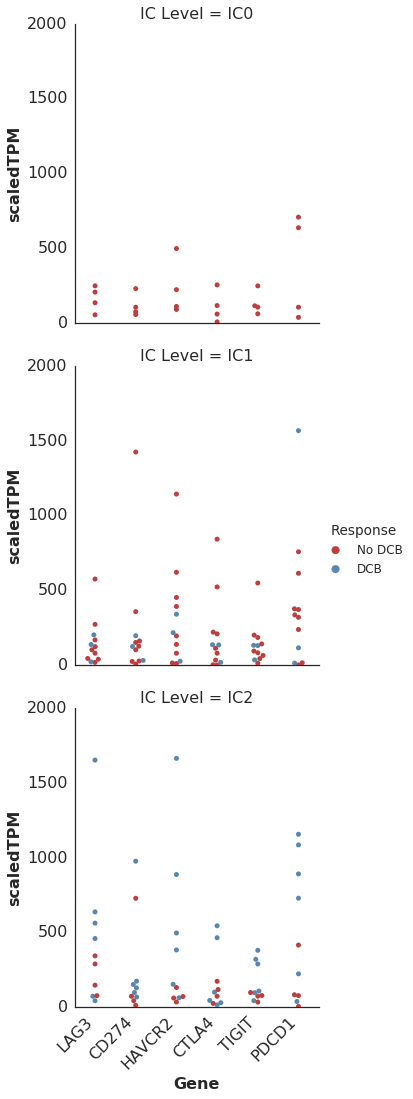 IC Level = IC0
2000
1500
1000
500
0
scaledTPM
IC Level = IC1
2000
1500
1000
500
0
scaledTPM
Response
No DCB
DCB
IC Level = IC2
2000
1500
1000
500
0
scaledTPM
LAG3
CD274
HAVCR2
CTLA4
TIGIT
PDCD1
Gene